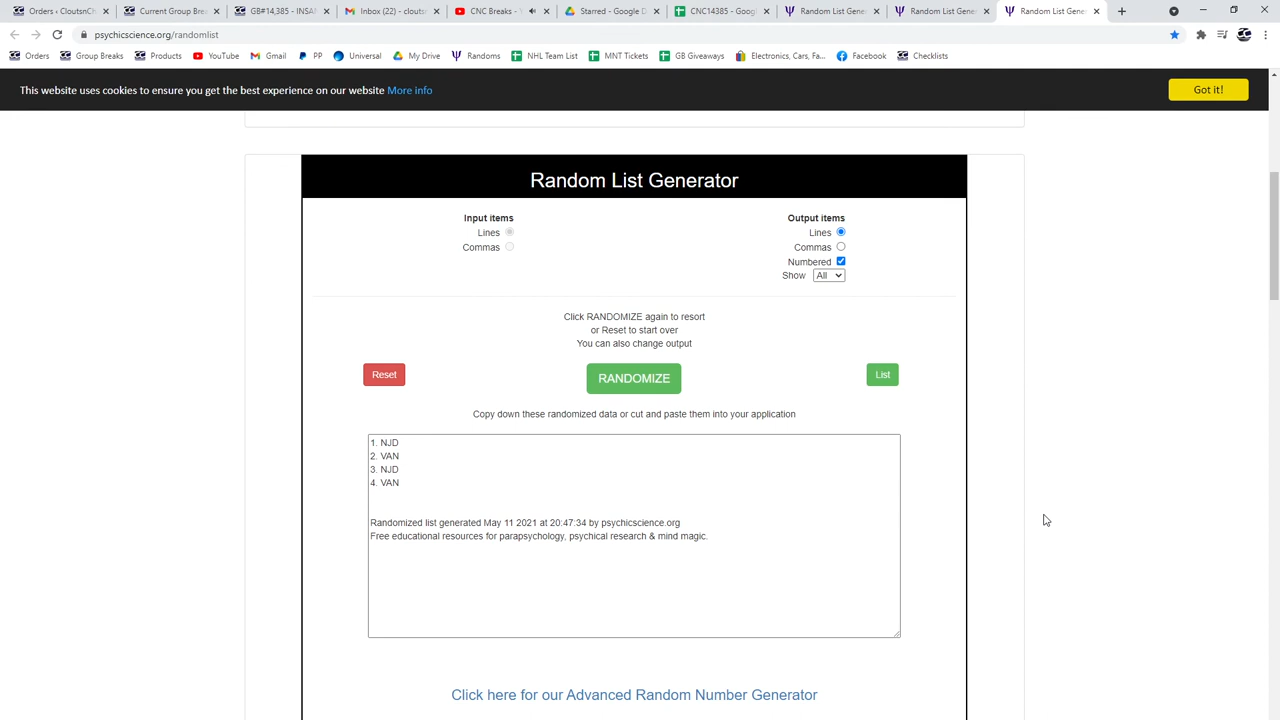 Orders ‹ CloutsnCh
Current Group Bre
GB#14,385 - INSAN
Inbox (22) - clouts
CNC Breaks - Y
Starred - Google D
CNC14385 - Goog
Random List Gene
Random List Gene
Random List Gene
psychicscience.org/randomlist
Orders
Group Breaks
Products
YouTube
Gmail
PP
Universal
My Drive
Randoms
NHL Team List
MNT Tickets
GB Giveaways
Electronics, Cars, Fa...
Facebook
Checklists
This website uses cookies to ensure you get the best experience on our website More info
Got it!
Random List Generator
Input items
Lines
Commas
Output items
Lines
Commas
Numbered
Show All
Click RANDOMIZE again to resort
or Reset to start over
You can also change output
Reset
RANDOMIZE
List
Copy down these randomized data or cut and paste them into your application
1. NJD
2. VAN
3. NJD
4. VAN
Randomized list generated May 11 2021 at 20:47:34 by psychicscience.org
Free educational resources for parapsychology, psychical research & mind magic.
Click here for our Advanced Random Number Generator